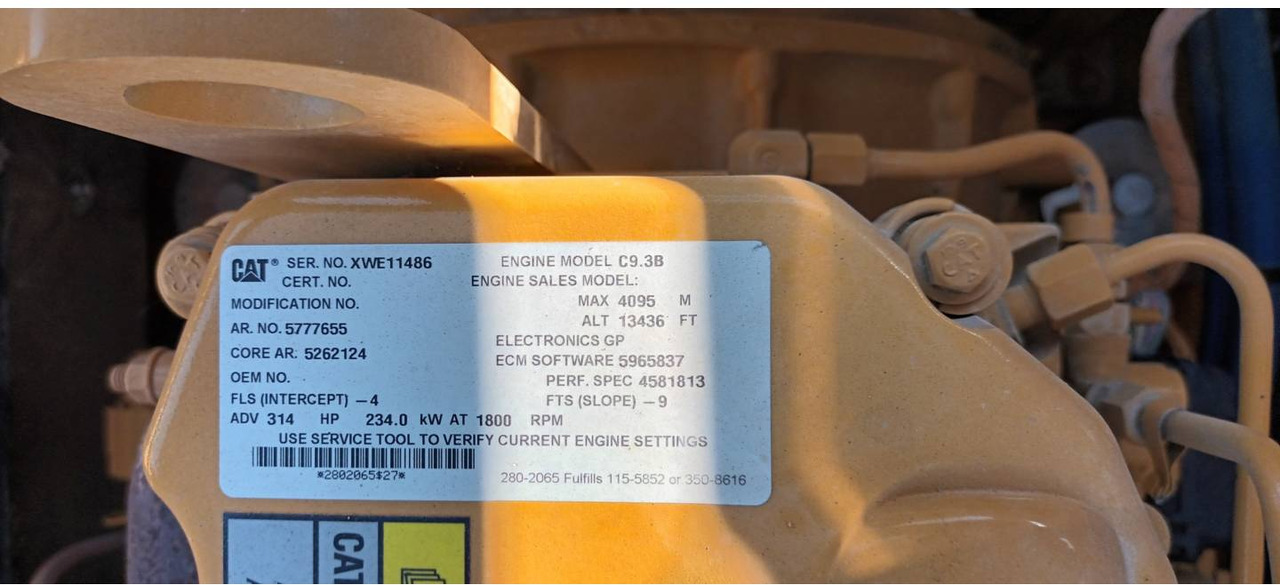 CAT® SER. NO. XWE11486 ENGINE MODEL C9.3B
CERT. NO. ENGINE SALES MODEL:
MODIFICATION NO. MAX 4095 M
ALT 13436 FT
AR. NO. 5777655 ELECTRONICS GP
CORE AR. 5262124 ECM SOFTWARE 5965837
OEM NO. PERF. SPEC 4581813
FLS (INTERCEPT) –4 FTS (SLOPE) –9
ADV 314 HP 234.0 kW AT 1800 RPM
USE SERVICE TOOL TO VERIFY CURRENT ENGINE SETTINGS
*2802065$27* 280-2065 Fulfills 115-5852 or 350-8616
CAT